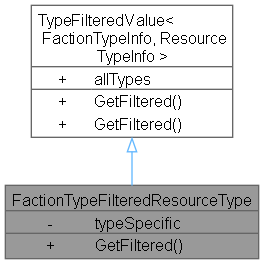 TypeFilteredValue<
FactionTypeInfo, Resource
TypeInfo >
+ allTypes
+ GetFiltered()
+ GetFiltered()
FactionTypeFilteredResourceType
- typeSpecific
+ GetFiltered()